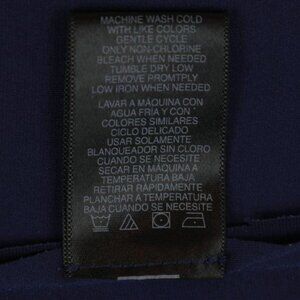 MACHINE WASH COLD
WITH LIKE COLORS
GENTLE CYCLE
ONLY NON-CHLORINE
BLEACH WHEN NEEDED
TUMBLE DRY LOW
REMOVE PROMPTLY
LOW IRON WHEN NEEDED
LAVAR A MÁQUINA CON
AGUA FRIA Y CON
COLORES SIMILARES
CICLO DELICADO
USAR SOLAMENTE
BLANQUEADOR SIN CLORO
CUANDO SE NECESITE
SECAR EN MAQUINA A
TEMPERATURA BAJA
RETIRAR RÁPIDAMENTE
PLANCHAR A TEMPERATURA
BAJA CUANDO SE NECESITE